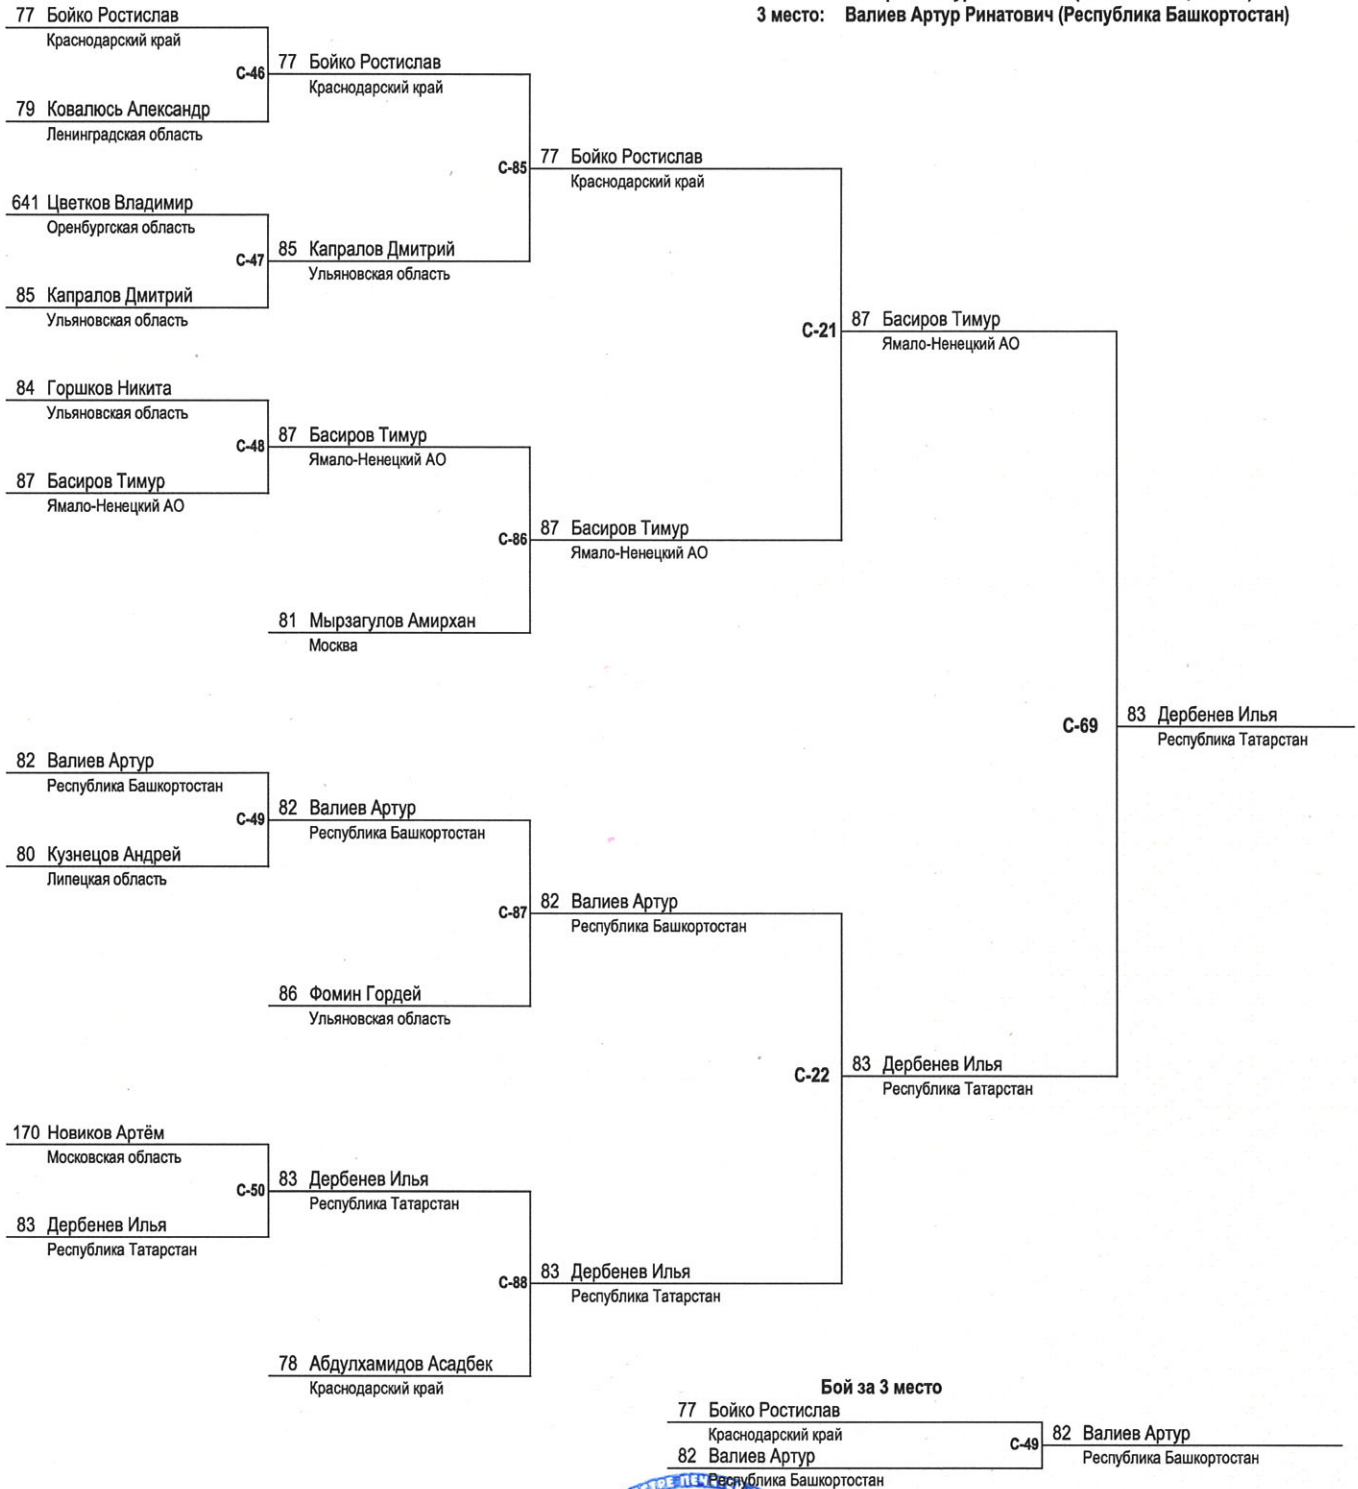 3 место: Валиев Артур Ринатович (Республика Башкортостан)
77 Бойко Ростислав
Краснодарский край
С-46
77 Бойко Ростислав
Краснодарский край
79 Ковалюсь Александр
Ленинградская область
С-85
77 Бойко Ростислав
Краснодарский край
641 Цветков Владимир
Оренбургская область
С-47
85 Капралов Дмитрий
Ульяновская область
85 Капралов Дмитрий
Ульяновская область
С-21
87 Басиров Тимур
Ямало-Ненецкий АО
84 Горшков Никита
Ульяновская область
С-48
87 Басиров Тимур
Ямало-Ненецкий АО
87 Басиров Тимур
Ямало-Ненецкий АО
С-86
87 Басиров Тимур
Ямало-Ненецкий АО
81 Мырзагулов Амирхан
Москва
С-69
83 Дербенев Илья
Республика Татарстан
82 Валиев Артур
Республика Башкортостан
С-49
82 Валиев Артур
Республика Башкортостан
80 Кузнецов Андрей
Липецкая область
С-87
82 Валиев Артур
Республика Башкортостан
86 Фомин Гордей
Ульяновская область
С-22
83 Дербенев Илья
Республика Татарстан
170 Новиков Артём
Московская область
С-50
83 Дербенев Илья
Республика Татарстан
83 Дербенев Илья
Республика Татарстан
С-88
83 Дербенев Илья
Республика Татарстан
78 Абдулхамидов Асадбек
Краснодарский край
Бой за 3 место
77 Бойко Ростислав
Краснодарский край
С-49
82 Валиев Артур
Республика Башкортостан
82 Валиев Артур
Республика Башкортостан